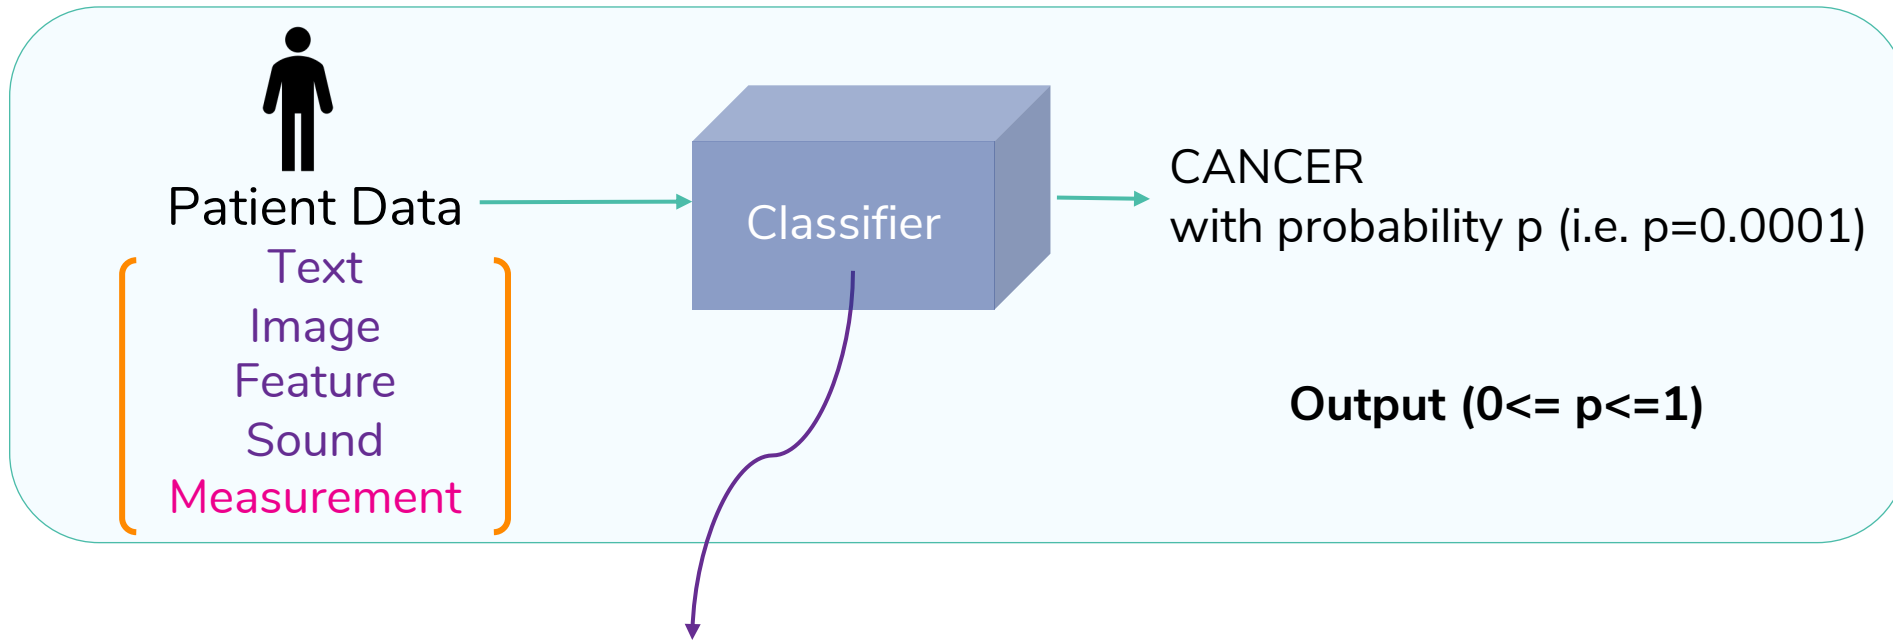 Patient Data
Text
Image
Feature
Sound
Measurement
Classifier
CANCER
with probability p (i.e. p=0.0001)
Output (0<= p<=1)